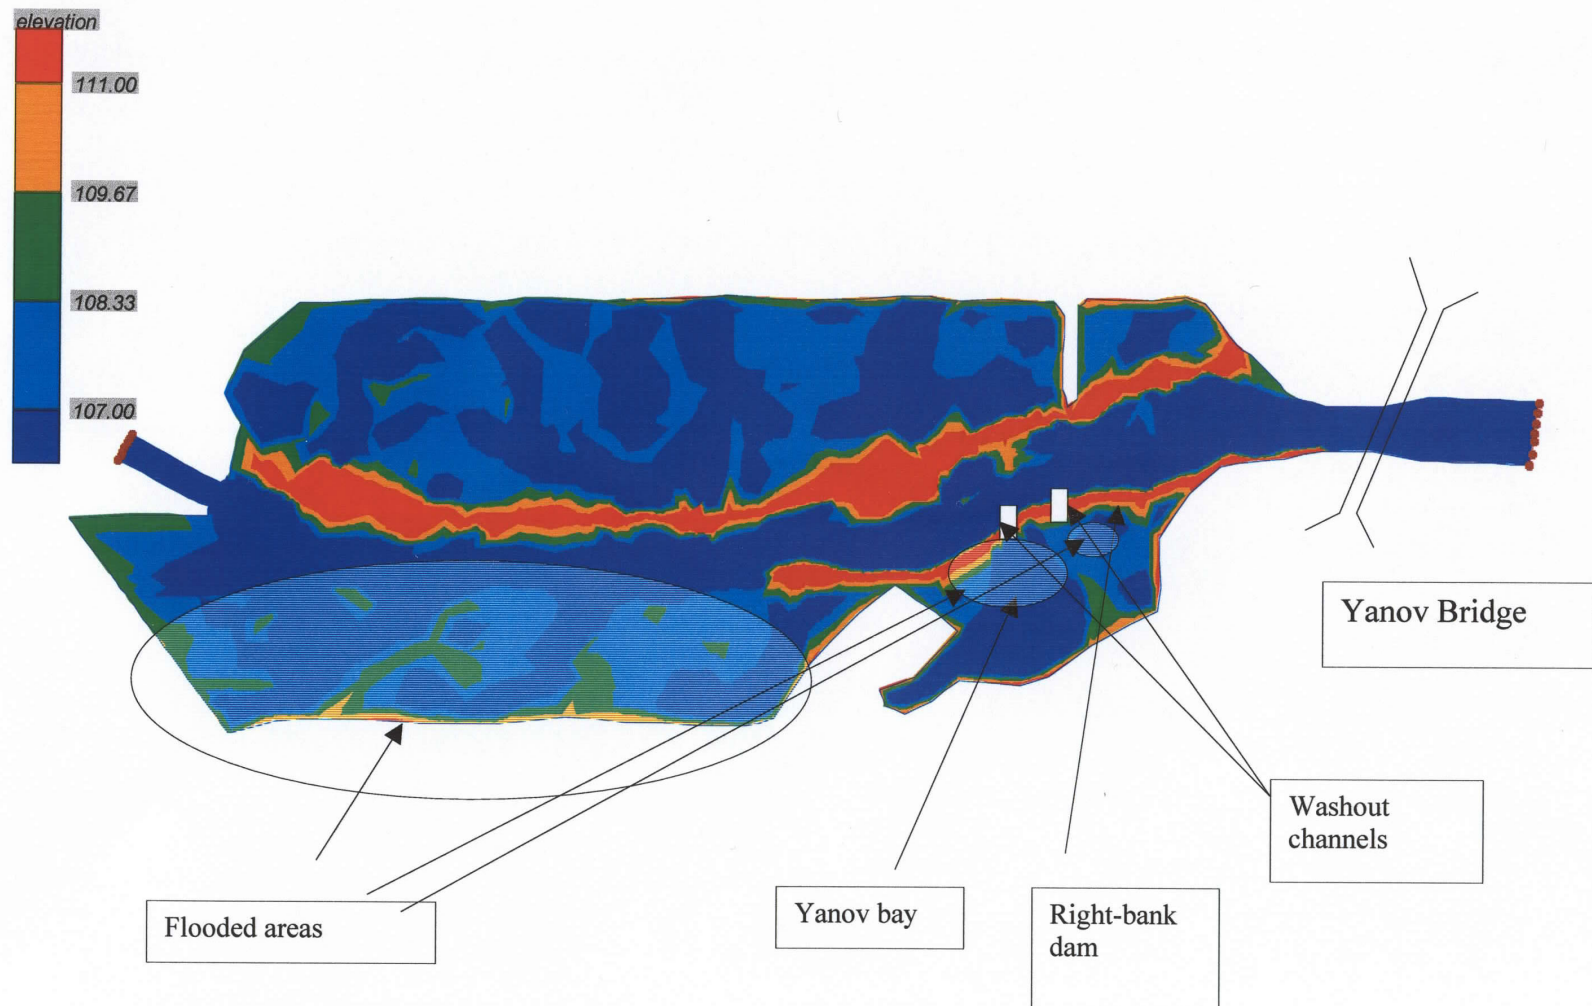 elevation
111.00
109.67
108.33
107.00
Yanov Bridge
Washout
channels
Flooded areas
Yanov bay
Right-bank
dam